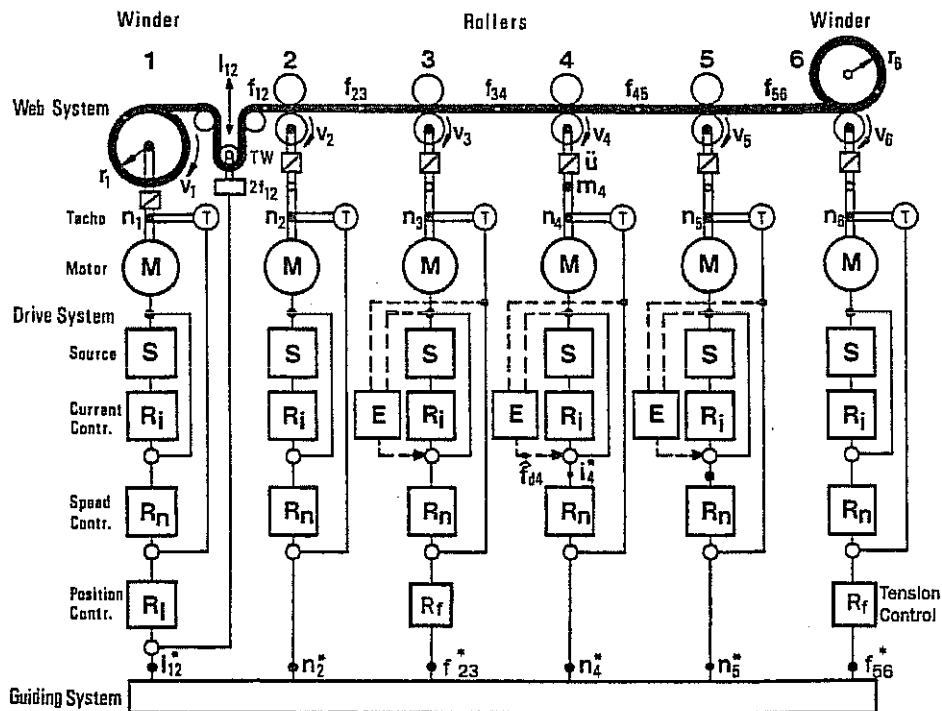 Winder Rollers Winder
1 2 3 4 5 6
l12 f12 f23 f34 f45 f56 r6
Web System
r1 v1 TW 2f12 v2 v3 v4 v5 v6
ü
m4
Tacho n1 T n2 T n3 T n4 T n5 T n6 T
Motor M M M M M M
Drive System
Source S S S S S S
Current Contr. Ri Ri E Ri E Ri E Ri Ri
f̂d4 i4*
Speed Contr. Rn Rn Rn Rn Rn Rn
Position Contr. Rl Rf Rf Tension Control
l12* n2* f23* n4* n5* f56*
Guiding System